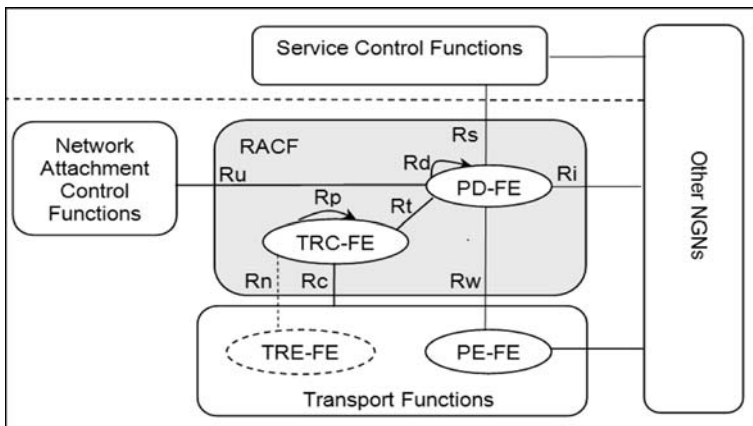 Service Control Functions
Network
Attachment
Control
Functions
RACF
Rs
Ru
Rd
PD-FE
Ri
Rp
Rt
TRC-FE
Rn
Rc
Rw
TRE-FE
PE-FE
Transport Functions
Other NGNs